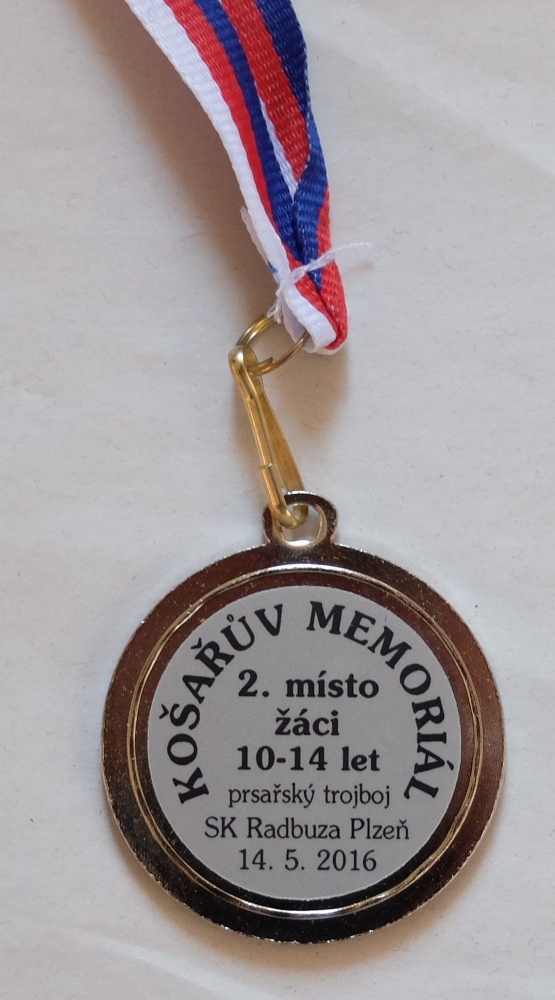 KOŠAŘŮV MEMORIÁL
2. místo
žáci
10-14 let
prsařský trojboj
SK Radbuza Plzeň
14. 5. 2016